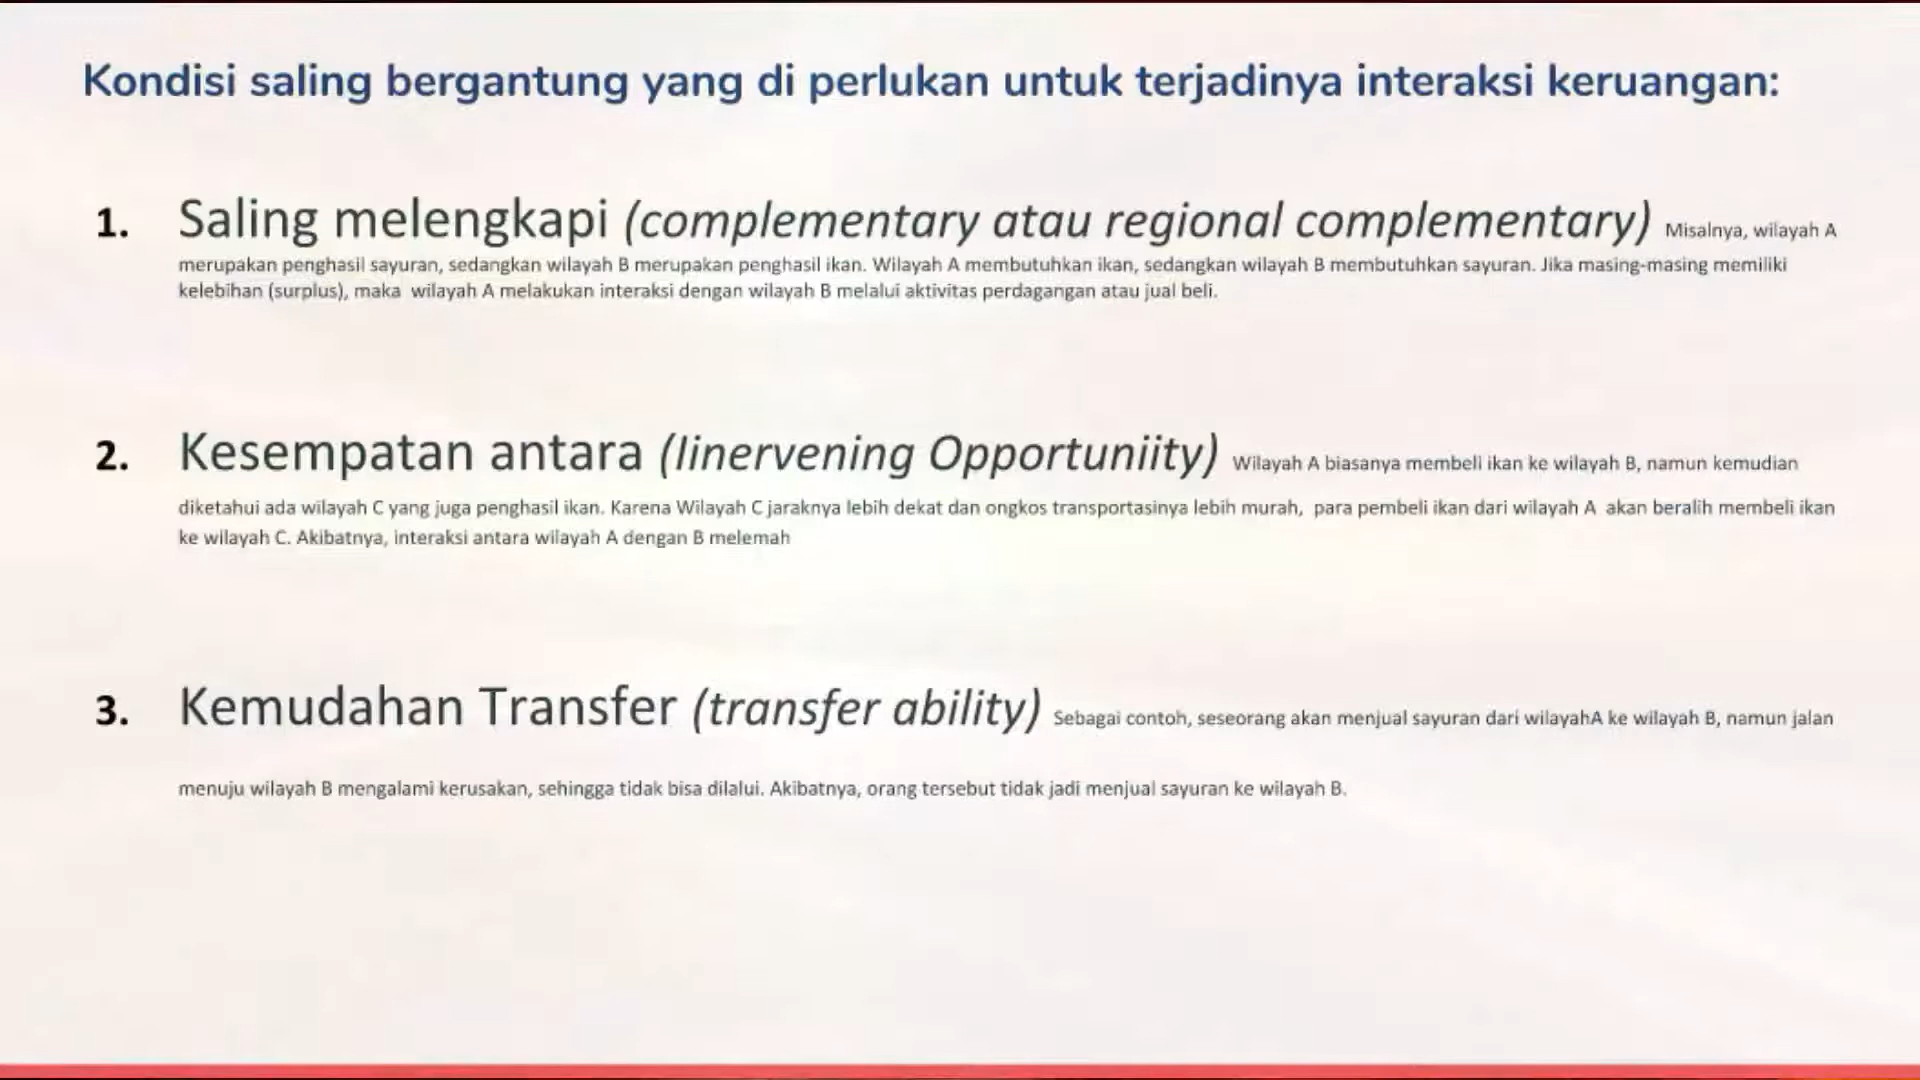 Kondisi saling bergantung yang di perlukan untuk terjadinya interaksi keruangan:
1. Saling melengkapi (complementary atau regional complementary) Misalnya, wilayah A
merupakan penghasil sayuran, sedangkan wilayah B merupakan penghasil ikan. Wilayah A membutuhkan ikan, sedangkan wilayah B membutuhkan sayuran. Jika masing-masing memiliki
kelebihan (surplus), maka wilayah A melakukan interaksi dengan wilayah B melalui aktivitas perdagangan atau jual beli.
2. Kesempatan antara (Iinervening Opportuniity) Wilayah A biasanya membeli ikan ke wilayah B, namun kemudian
diketahui ada wilayah C yang juga penghasil ikan. Karena Wilayah C jaraknya lebih dekat dan ongkos transportasinya lebih murah, para pembeli ikan dari wilayah A akan beralih membeli ikan
ke wilayah C. Akibatnya, interaksi antara wilayah A dengan B melemah
3. Kemudahan Transfer (transfer ability) Sebagai contoh, seseorang akan menjual sayuran dari wilayahA ke wilayah B, namun jalan
menuju wilayah B mengalami kerusakan, sehingga tidak bisa dilalui. Akibatnya, orang tersebut tidak jadi menjual sayuran ke wilayah B.